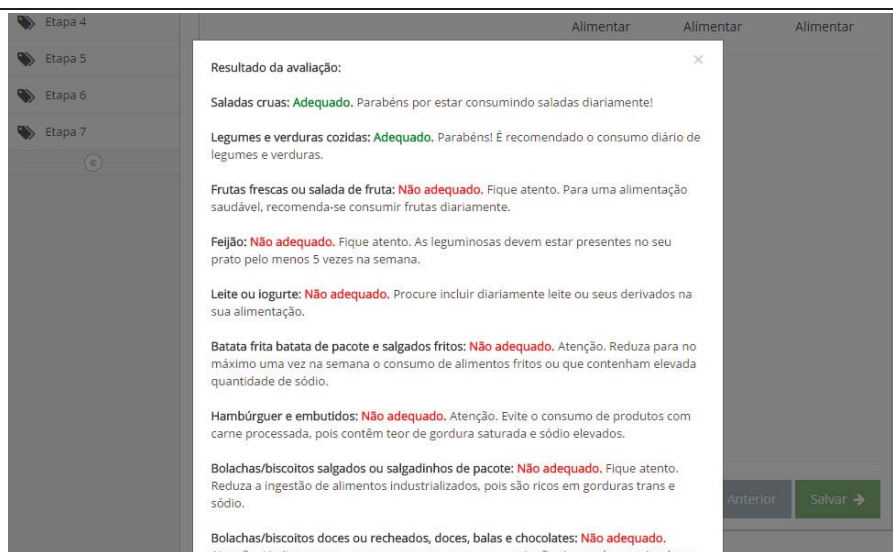 Etapa 4
Etapa 5
Etapa 6
Etapa 7
Alimentar Alimentar Alimentar
Resultado da avaliação:
Saladas cruas: Adequado. Parabéns por estar consumindo saladas diariamente!
Legumes e verduras cozidas: Adequado. Parabéns! É recomendado o consumo diário de
legumes e verduras.
Frutas frescas ou salada de fruta: Não adequado. Fique atento. Para uma alimentação
saudável, recomenda-se consumir frutas diariamente.
Feijão: Não adequado. Fique atento. As leguminosas devem estar presentes no seu
prato pelo menos 5 vezes na semana.
Leite ou iogurte: Não adequado. Procure incluir diariamente leite ou seus derivados na
sua alimentação.
Batata frita batata de pacote e salgados fritos: Não adequado. Atenção. Reduza para no
máximo uma vez na semana o consumo de alimentos fritos ou que contenham elevada
quantidade de sódio.
Hambúrguer e embutidos: Não adequado. Atenção. Evite o consumo de produtos com
carne processada, pois contêm teor de gordura saturada e sódio elevados.
Bolachas/biscoitos salgados ou salgadinhos de pacote: Não adequado. Fique atento.
Reduza a ingestão de alimentos industrializados, pois são ricos em gorduras trans e
sódio.
Bolachas/biscoitos doces ou recheados, doces, balas e chocolates: Não adequado.
Anterior
Salvar